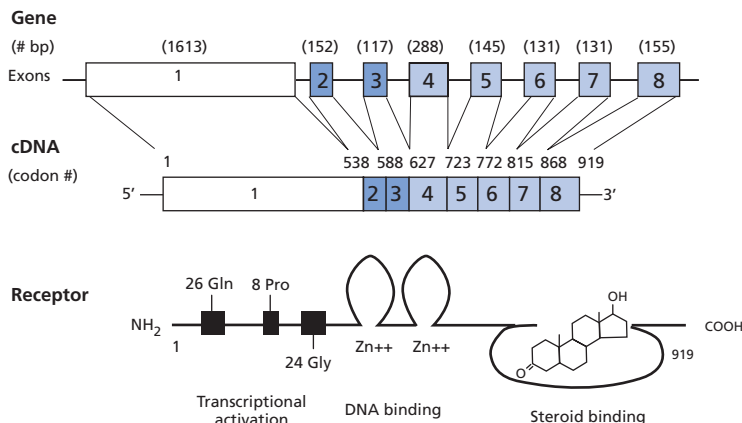 Gene
(# bp) (1613) (152) (117) (288) (145) (131) (131) (155)
Exons 1 2 3 4 5 6 7 8
cDNA
(codon #) 1 538 588 627 723 772 815 868 919
5’ 1 2 3 4 5 6 7 8 3’
26 Gln 8 Pro OH
Receptor
NH2 COOH
1 Zn++ Zn++ 919
24 Gly O
Transcriptional DNA binding Steroid binding
activation